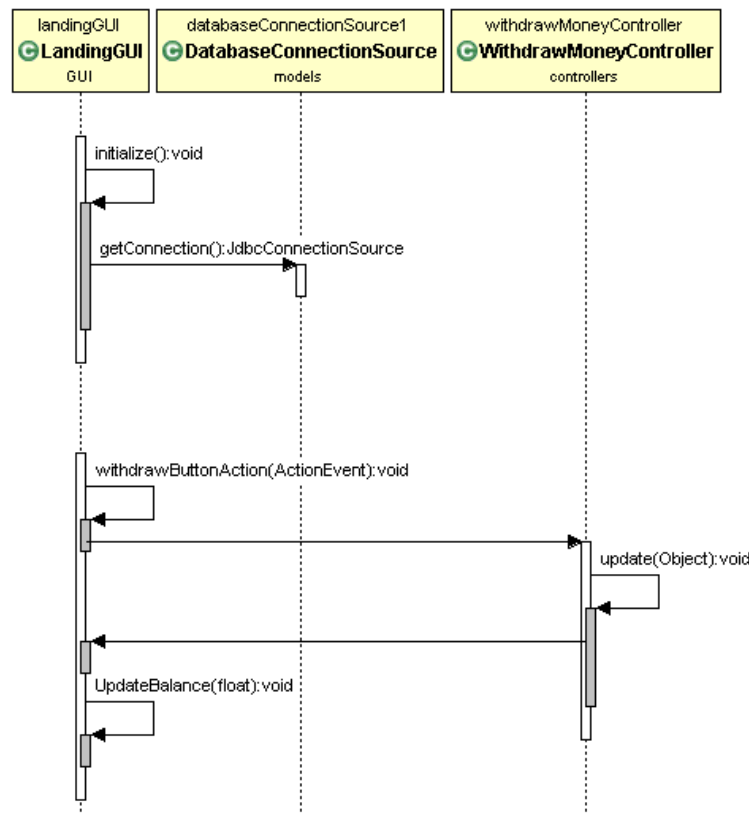 landingGUI
LandingGUI
GUI
databaseConnectionSource1
DatabaseConnectionSource
models
withdrawMoneyController
WithdrawMoneyController
controllers
initialize():void
getConnection():JdbcConnectionSource
withdrawButtonAction(ActionEvent):void
update(Object):void
UpdateBalance(float):void